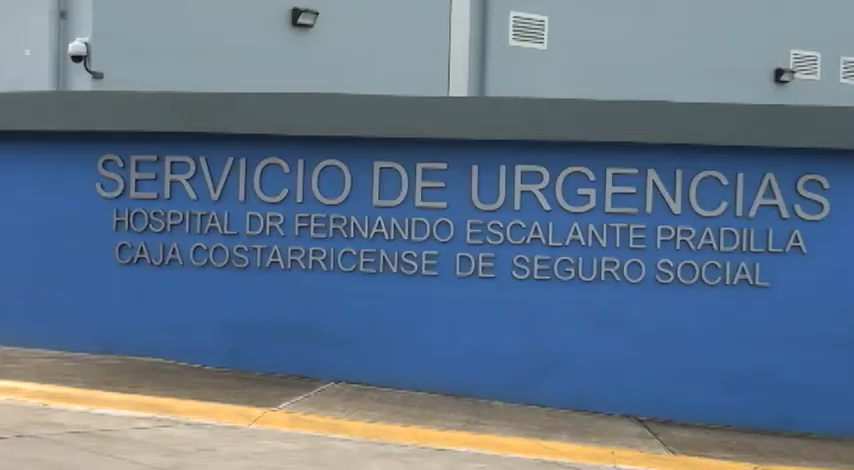 SERVICIO DE URGENCIAS
HOSPITAL DR FERNANDO ESCALANTE PRADILLA
CAJA COSTARRICENSE DE SEGURO SOCIAL